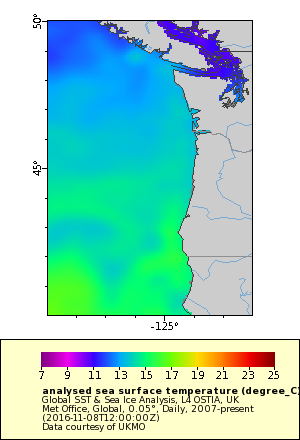 50°
45°
-125°
7 9 11 13 15 17 19 21 23 25
analysed sea surface temperature (degree_C)
Global SST & Sea Ice Analysis, L4 OSTIA, UK
Met Office, Global, 0.05°, Daily, 2007-present
(2016-11-08T12:00:00Z)
Data courtesy of UKMO